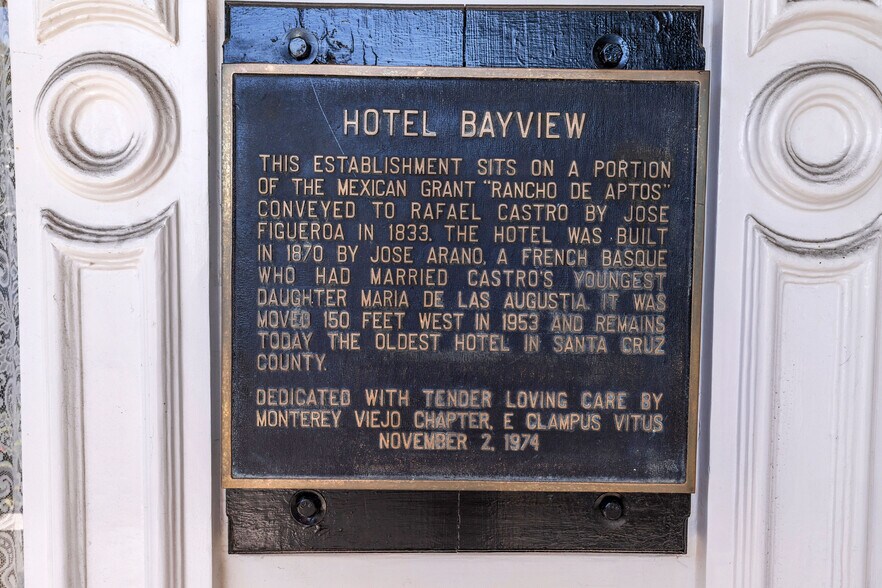 HOTEL BAYVIEW
THIS ESTABLISHMENT SITS ON A PORTION
OF THE MEXICAN GRANT "RANCHO DE APTOS"
CONVEYED TO RAFAEL CASTRO BY JOSE
FIGUEROA IN 1833. THE HOTEL WAS BUILT
IN 1870 BY JOSE ARANO, A FRENCH BASQUE
WHO HAD MARRIED CASTRO'S YOUNGEST
DAUGHTER MARIA DE LAS AUGUSTIA. IT WAS
MOVED 150 FEET WEST IN 1953 AND REMAINS
TODAY THE OLDEST HOTEL IN SANTA CRUZ
COUNTY.
DEDICATED WITH TENDER LOVING CARE BY
MONTEREY VIEJO CHAPTER, E CLAMPUS VITUS
NOVEMBER 2, 1974